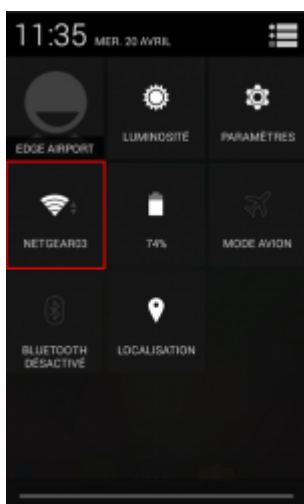 11:35 MER. 20 AVRIL
EDGE AIRPORT
LUMINOSITÉ
PARAMÈTRES
NETGEAR03
74%
MODE AVION
BLUETOOTH
DÉSACTIVÉ
LOCALISATION